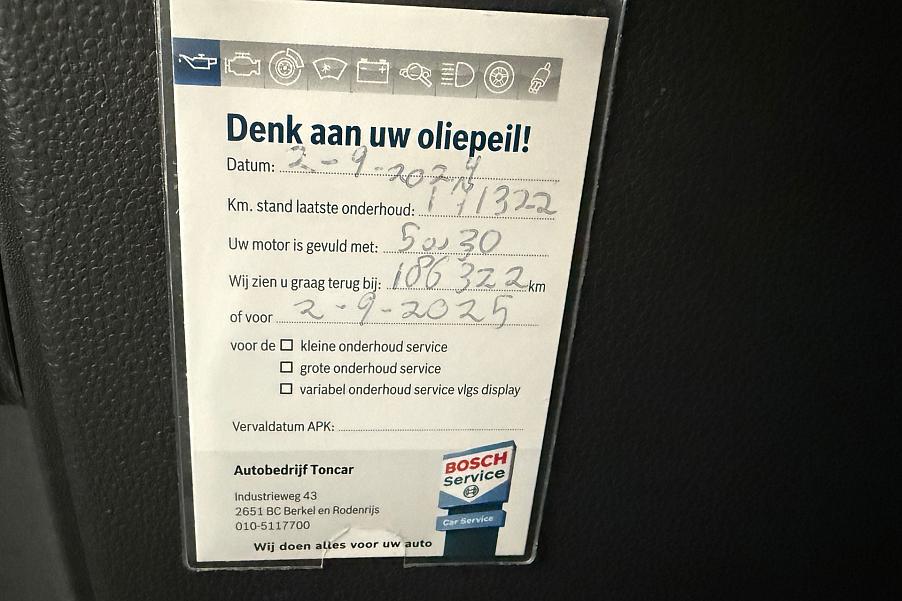 Denk aan uw oliepeil!
Datum: 2-9-2024
Km. stand laatste onderhoud: 171322
Uw motor is gevuld met: 5w30
Wij zien u graag terug bij: 186322 km
of voor 2-9-2025
voor de ☐ kleine onderhoud service
☐ grote onderhoud service
☐ variabel onderhoud service vlgs display
Vervaldatum APK:
Autobedrijf Toncar
Industrieweg 43
2651 BC Berkel en Rodenrijs
010-5117700
Wij doen alles voor uw auto
BOSCH
Service
Car Service